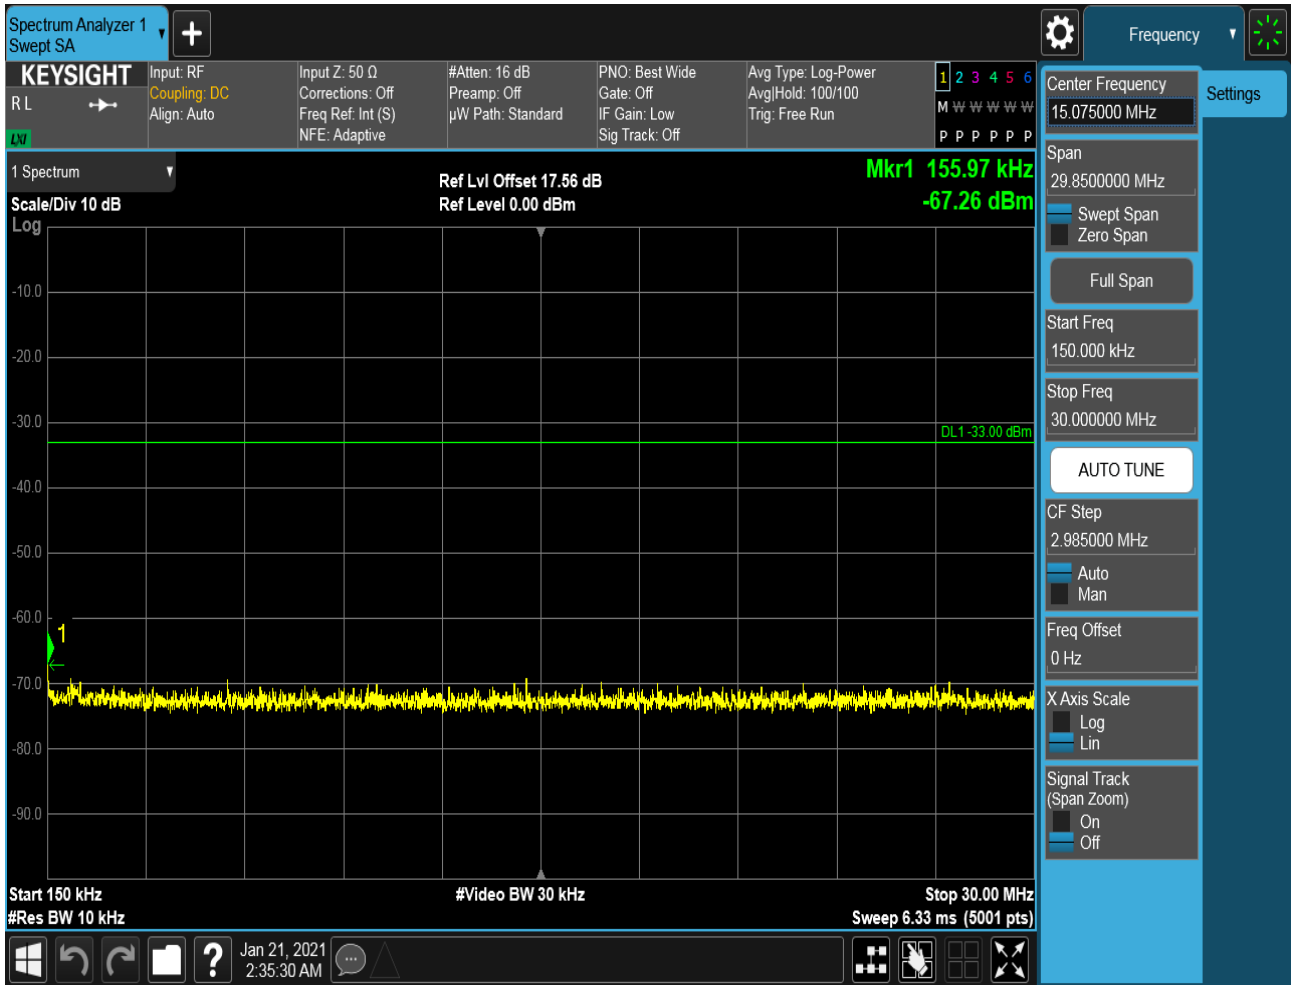 Spectrum Analyzer 1
Swept SA
Frequency
KEYSIGHT
R L
LXI
Input: RF
Coupling: DC
Align: Auto
Input Z: 50 Ω
Corrections: Off
Freq Ref: Int (S)
NFE: Adaptive
#Atten: 16 dB
Preamp: Off
µW Path: Standard
PNO: Best Wide
Gate: Off
IF Gain: Low
Sig Track: Off
Avg Type: Log-Power
Avg|Hold: 100/100
Trig: Free Run
1 2 3 4 5 6
M W W W W W
P P P P P P
1 Spectrum
Scale/Div 10 dB
Log
Ref Lvl Offset 17.56 dB
Ref Level 0.00 dBm
Mkr1 155.97 kHz
-67.26 dBm
-10.0
-20.0
-30.0
DL1 -33.00 dBm
-40.0
-50.0
-60.0
1
-70.0
-80.0
-90.0
Start 150 kHz
#Video BW 30 kHz
Stop 30.00 MHz
#Res BW 10 kHz
Sweep 6.33 ms (5001 pts)
Center Frequency
15.075000 MHz
Settings
Span
29.8500000 MHz
Swept Span
Zero Span
Full Span
Start Freq
150.000 kHz
Stop Freq
30.000000 MHz
AUTO TUNE
CF Step
2.985000 MHz
Auto
Man
Freq Offset
0 Hz
X Axis Scale
Log
Lin
Signal Track
(Span Zoom)
On
Off
?
Jan 21, 2021
2:35:30 AM